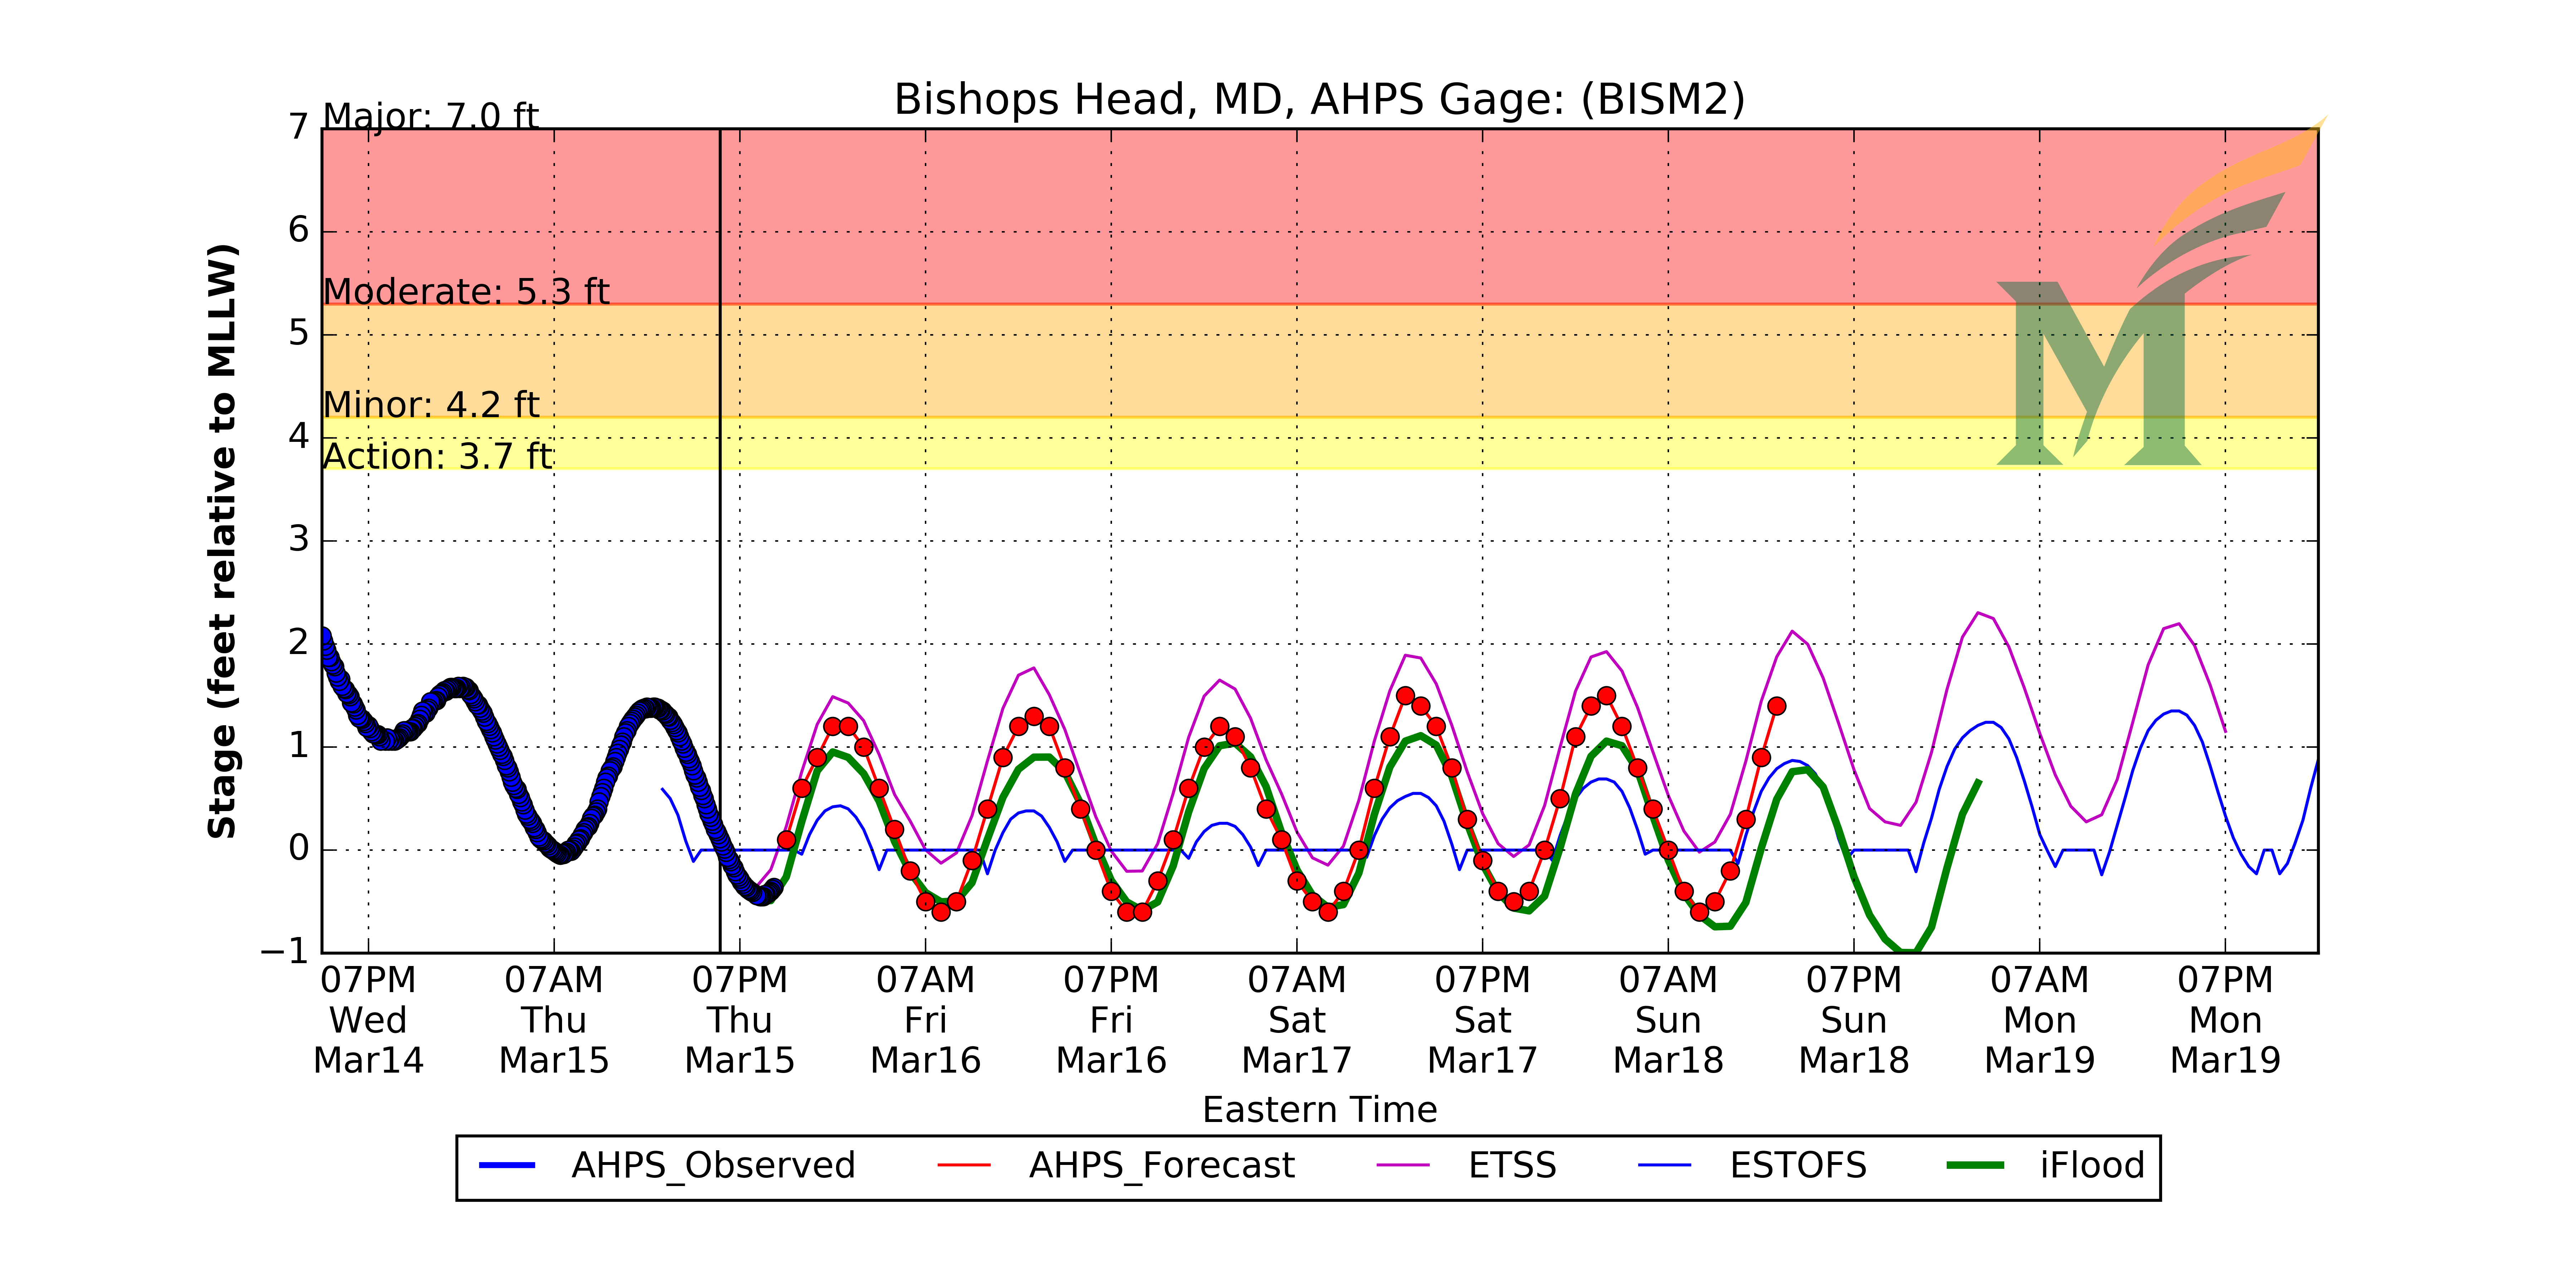 Bishops Head, MD, AHPS Gage: (BISM2)
Major: 7.0 ft
Moderate: 5.3 ft
Minor: 4.2 ft
Action: 3.7 ft
Stage (feet relative to MLLW)
7
6
5
4
3
2
1
0
−1
07PM 07AM 07PM 07AM 07PM 07AM 07PM 07AM 07PM 07AM 07PM
Wed Thu Thu Fri Fri Sat Sat Sun Sun Mon Mon
Mar14 Mar15 Mar15 Mar16 Mar16 Mar17 Mar17 Mar18 Mar18 Mar19 Mar19
Eastern Time
AHPS_Observed AHPS_Forecast ETSS ESTOFS iFlood